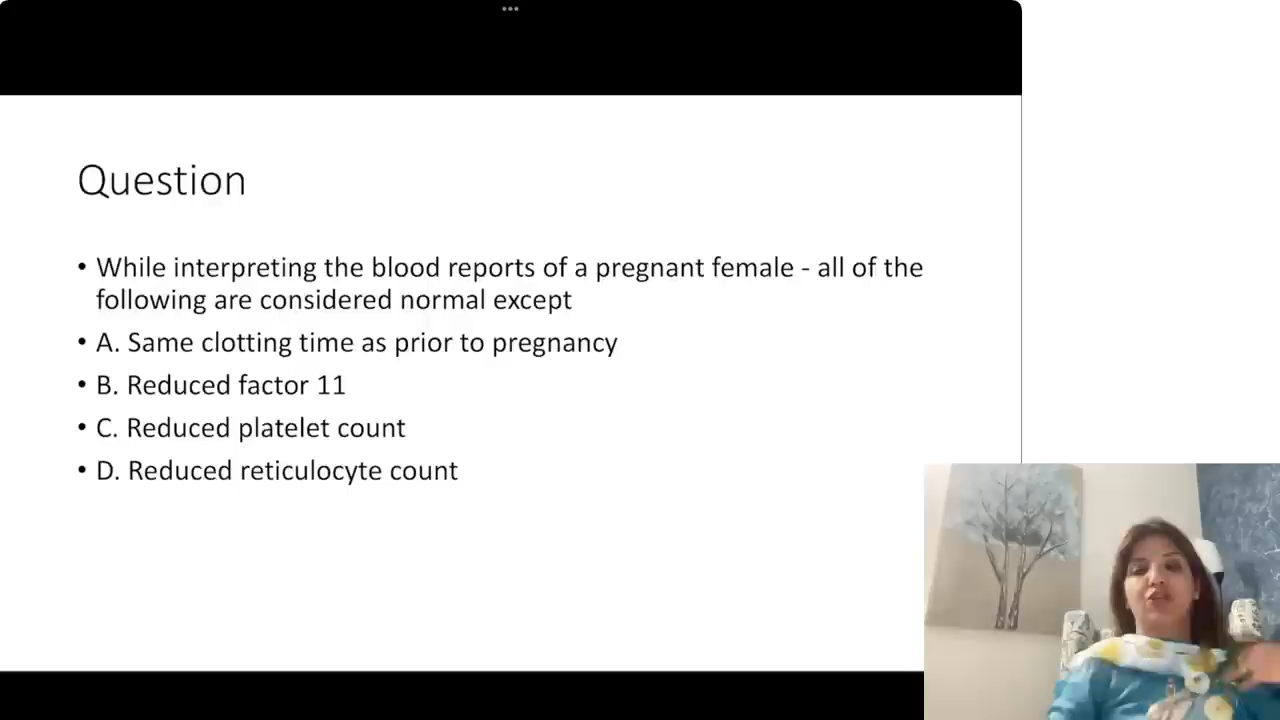 Question
• While interpreting the blood reports of a pregnant female - all of the
following are considered normal except
• A. Same clotting time as prior to pregnancy
• B. Reduced factor 11
• C. Reduced platelet count
• D. Reduced reticulocyte count